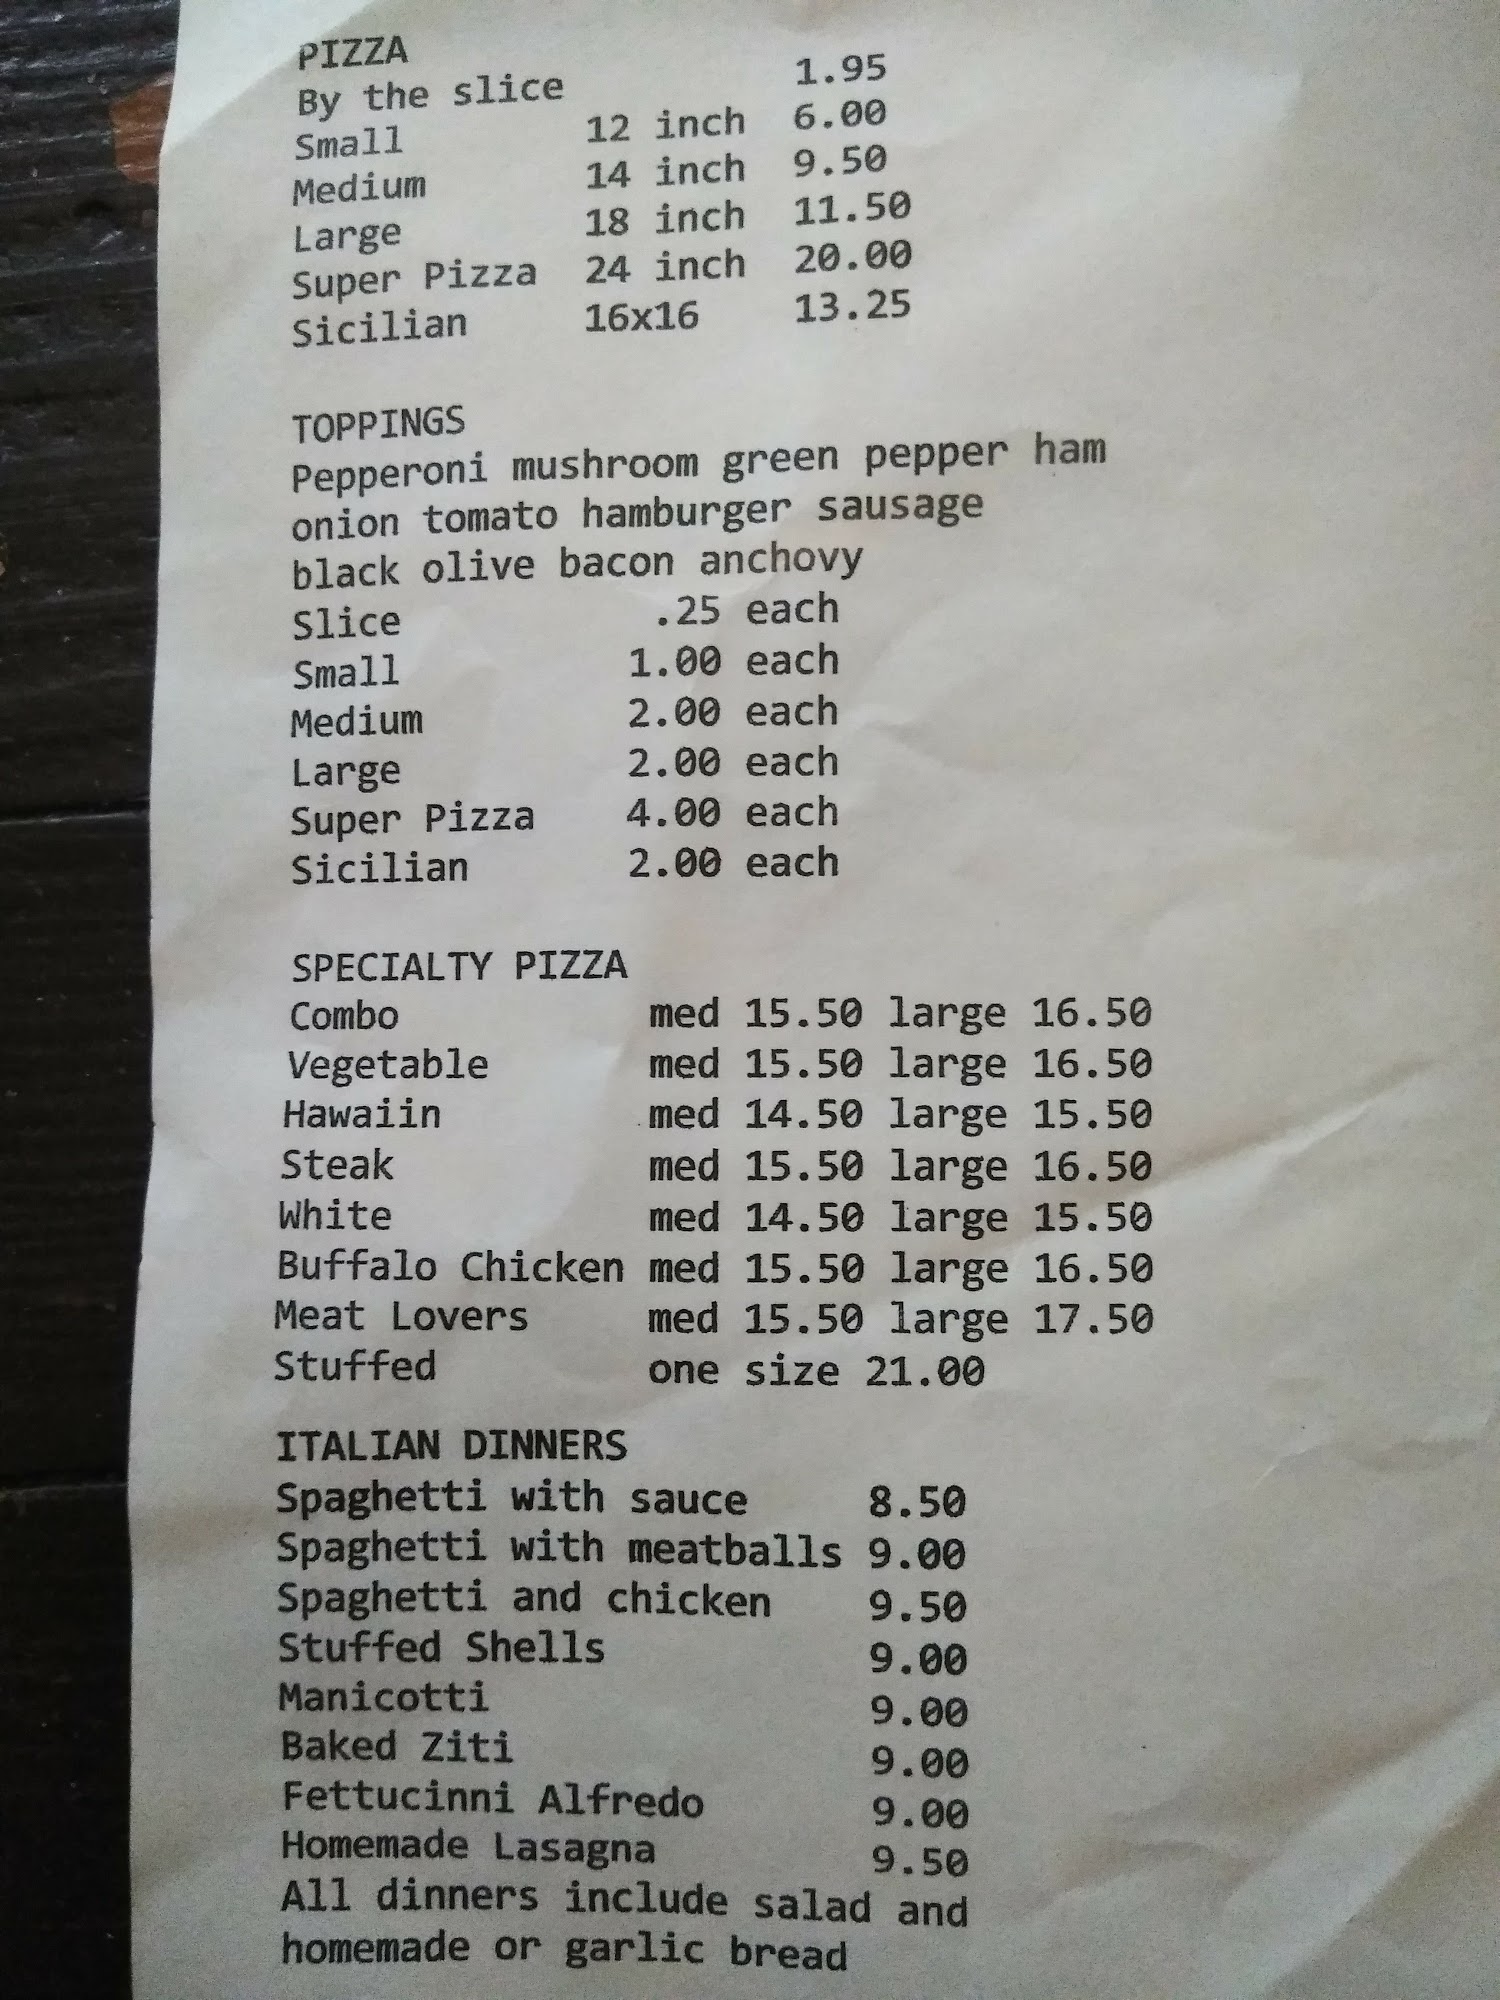 PIZZA
By the slice 1.95
Small 12 inch 6.00
Medium 14 inch 9.50
Large 18 inch 11.50
Super Pizza 24 inch 20.00
Sicilian 16x16 13.25
TOPPINGS
Pepperoni mushroom green pepper ham
onion tomato hamburger sausage
black olive bacon anchovy
Slice .25 each
Small 1.00 each
Medium 2.00 each
Large 2.00 each
Super Pizza 4.00 each
Sicilian 2.00 each
SPECIALTY PIZZA
Combo med 15.50 large 16.50
Vegetable med 15.50 large 16.50
Hawaiin med 14.50 large 15.50
Steak med 15.50 large 16.50
White med 14.50 large 15.50
Buffalo Chicken med 15.50 large 16.50
Meat Lovers med 15.50 large 17.50
Stuffed one size 21.00
ITALIAN DINNERS
Spaghetti with sauce 8.50
Spaghetti with meatballs 9.00
Spaghetti and chicken 9.50
Stuffed Shells 9.00
Manicotti 9.00
Baked Ziti 9.00
Fettucinni Alfredo 9.00
Homemade Lasagna 9.50
All dinners include salad and
homemade or garlic bread